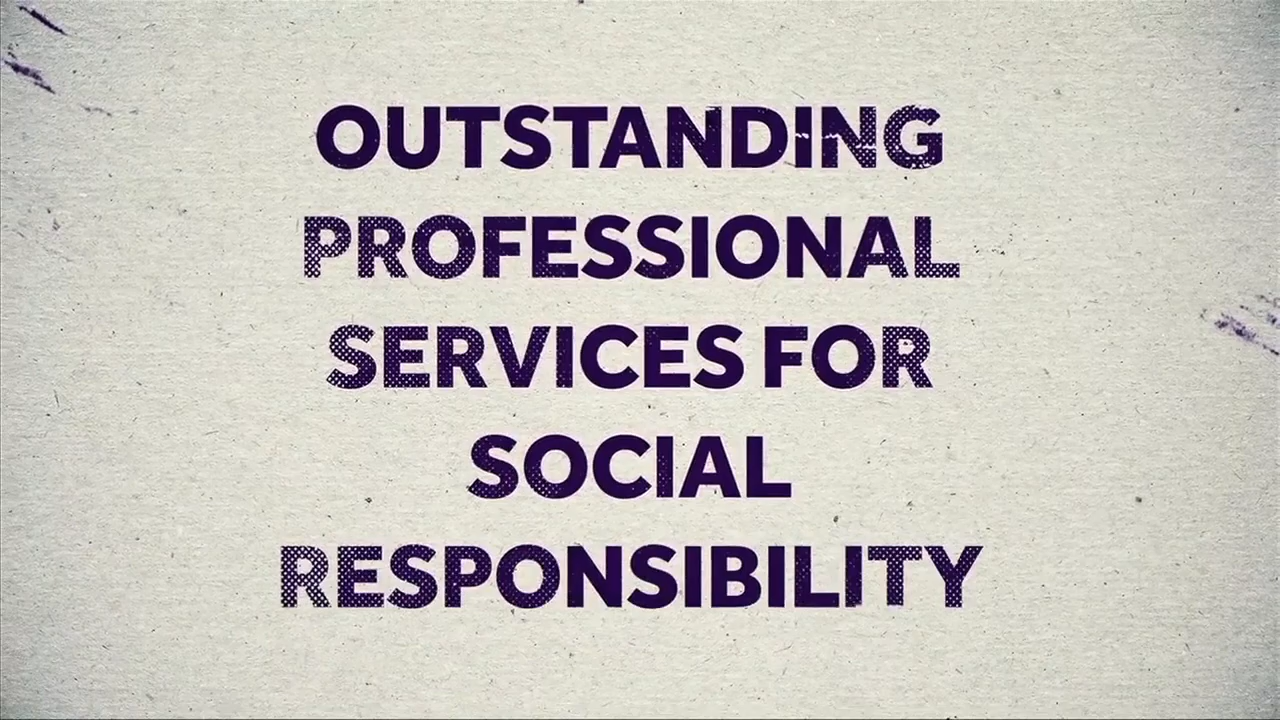 OUTSTANDING
PROFESSIONAL
SERVICES FOR
SOCIAL
RESPONSIBILITY